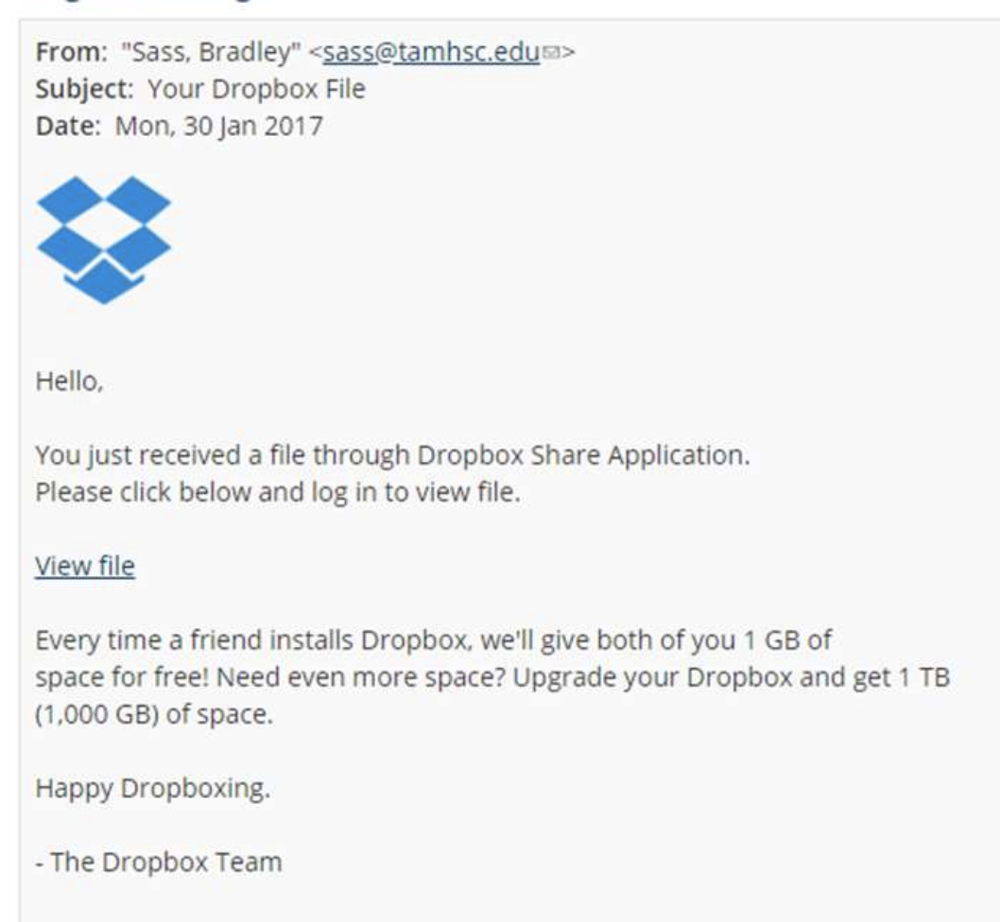 From: "Sass, Bradley" <sass@tamhsc.edu>
Subject: Your Dropbox File
Date: Mon, 30 Jan 2017
Hello,
You just received a file through Dropbox Share Application.
Please click below and log in to view file.
View file
Every time a friend installs Dropbox, we'll give both of you 1 GB of
space for free! Need even more space? Upgrade your Dropbox and get 1 TB
(1,000 GB) of space.
Happy Dropboxing.
- The Dropbox Team